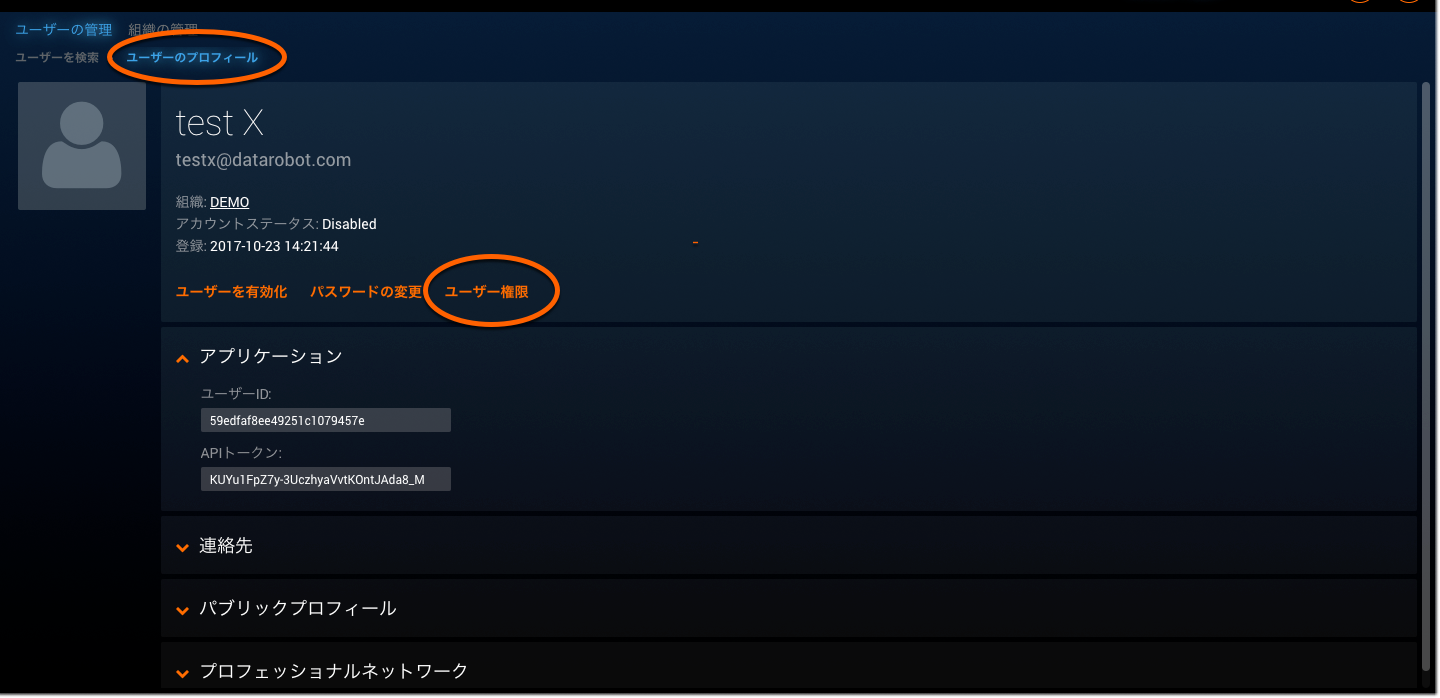 ユーザーの管理 組織の管理
ユーザーを検索 ユーザーのプロフィール
test X
testx@datarobot.com
組織: DEMO
アカウントステータス: Disabled
登録: 2017-10-23 14:21:44
ユーザーを有効化 パスワードの変更 ユーザー権限
アプリケーション
ユーザーID:
59edfaf8ee49251c1079457e
APIトークン:
KUYu1FpZ7y-3UczhyaVvtKOntJAda8_M
連絡先
パブリックプロフィール
プロフェッショナルネットワーク